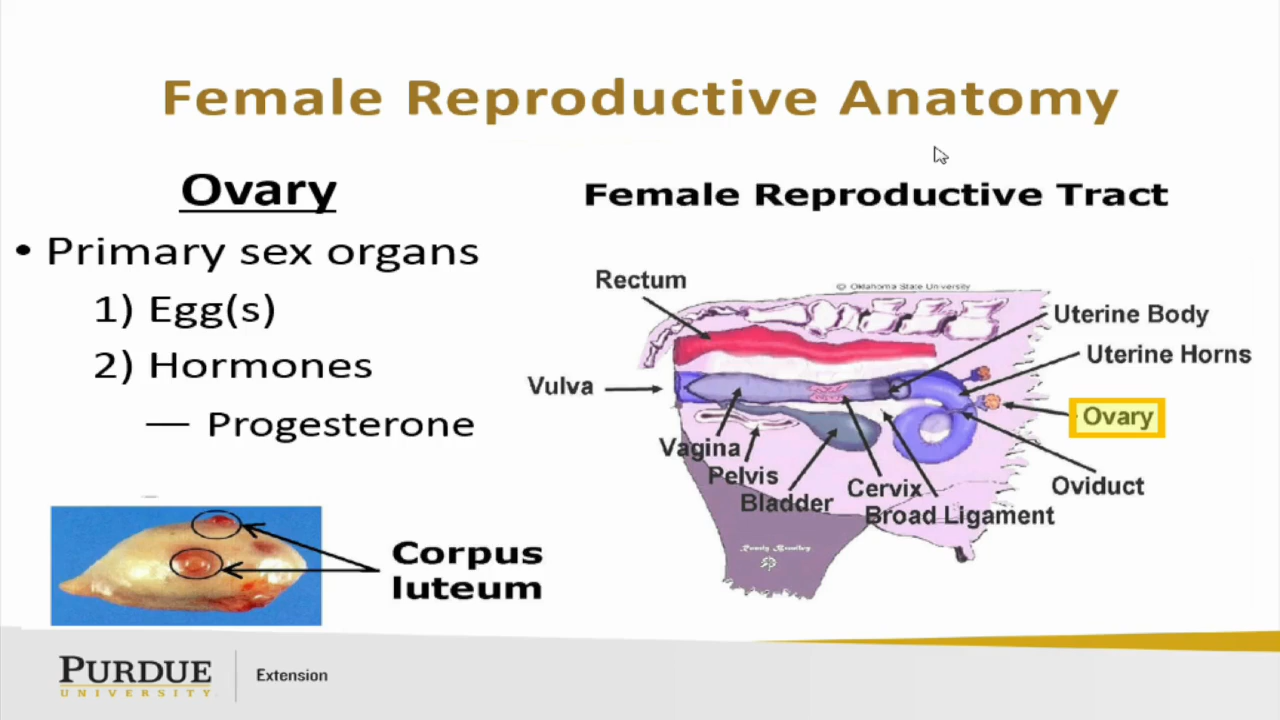 Female Reproductive Anatomy
Ovary
• Primary sex organs
1) Egg(s)
2) Hormones
— Progesterone
Corpus
luteum
Female Reproductive Tract
© Oklahoma State University
Rectum
Uterine Body
Uterine Horns
Vulva
Ovary
Vagina
Pelvis
Bladder
Cervix
Oviduct
Broad Ligament
PURDUE
UNIVERSITY
Extension